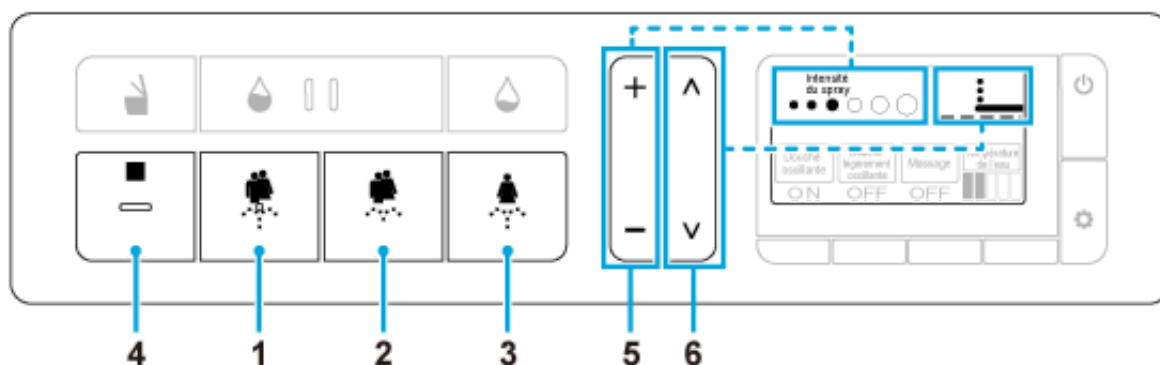 + ∧
Intensité
du spray
Douche
oscillante
légèrement
oscillante
Massage
Température
de l'eau
ON OFF OFF
− ∨
4 1 2 3 5 6